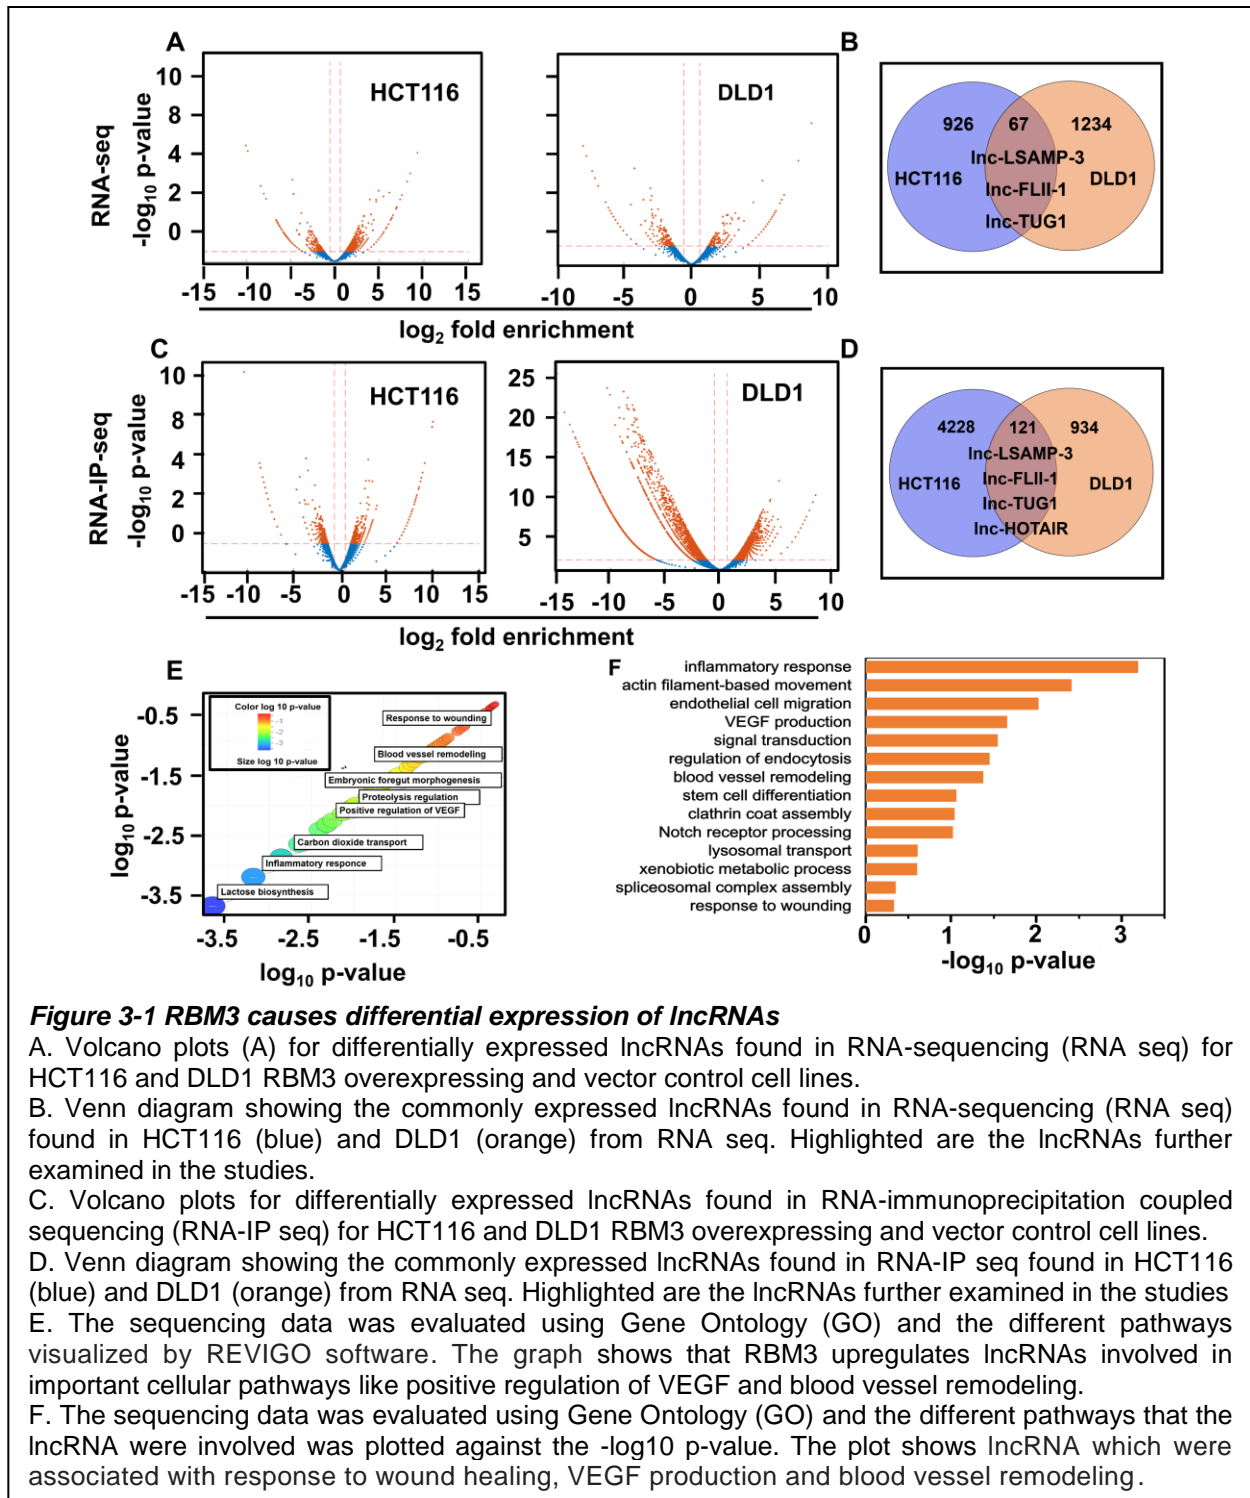 A
B
RNA-seq
-log10 p-value
10
8
4
2
0
HCT116
-15 -10 -5 0 5 10 15
DLD1
-10 -5 0 5 10
log2 fold enrichment
926 67 1234
lnc-LSAMP-3
HCT116 DLD1
lnc-FLII-1
lnc-TUG1
C
D
RNA-IP-seq
-log10 p-value
10
8
4
2
0
HCT116
-15 -10 -5 0 5 10 15
25
20
15
10
5
DLD1
-15 -10 -5 0 5 10
log2 fold enrichment
4228 121 934
lnc-LSAMP-3
HCT116 lnc-FLII-1 DLD1
lnc-TUG1
lnc-HOTAIR
E
log10 p-value
-0.5
-1.5
-2.5
-3.5
Color log 10 p-value
-1
-2
-3
Size log 10 p-value
Response to wounding
Blood vessel remodeling
Embryonic foregut morphogenesis
Proteolysis regulation
Positive regulation of VEGF
Carbon dioxide transport
Inflammatory responce
Lactose biosynthesis
-3.5 -2.5 -1.5 -0.5
log10 p-value
F
inflammatory response
actin filament-based movement
endothelial cell migration
VEGF production
signal transduction
regulation of endocytosis
blood vessel remodeling
stem cell differentiation
clathrin coat assembly
Notch receptor processing
lysosomal transport
xenobiotic metabolic process
spliceosomal complex assembly
response to wounding
0 1 2 3
-log10 p-value
Figure 3-1 RBM3 causes differential expression of lncRNAs
A. Volcano plots (A) for differentially expressed lncRNAs found in RNA-sequencing (RNA seq) for
HCT116 and DLD1 RBM3 overexpressing and vector control cell lines.
B. Venn diagram showing the commonly expressed lncRNAs found in RNA-sequencing (RNA seq)
found in HCT116 (blue) and DLD1 (orange) from RNA seq. Highlighted are the lncRNAs further
examined in the studies.
C. Volcano plots for differentially expressed lncRNAs found in RNA-immunoprecipitation coupled
sequencing (RNA-IP seq) for HCT116 and DLD1 RBM3 overexpressing and vector control cell lines.
D. Venn diagram showing the commonly expressed lncRNAs found in RNA-IP seq found in HCT116
(blue) and DLD1 (orange) from RNA seq. Highlighted are the lncRNAs further examined in the studies
E. The sequencing data was evaluated using Gene Ontology (GO) and the different pathways
visualized by REVIGO software. The graph shows that RBM3 upregulates lncRNAs involved in
important cellular pathways like positive regulation of VEGF and blood vessel remodeling.
F. The sequencing data was evaluated using Gene Ontology (GO) and the different pathways that the
lncRNA were involved was plotted against the -log10 p-value. The plot shows lncRNA which were
associated with response to wound healing, VEGF production and blood vessel remodeling.